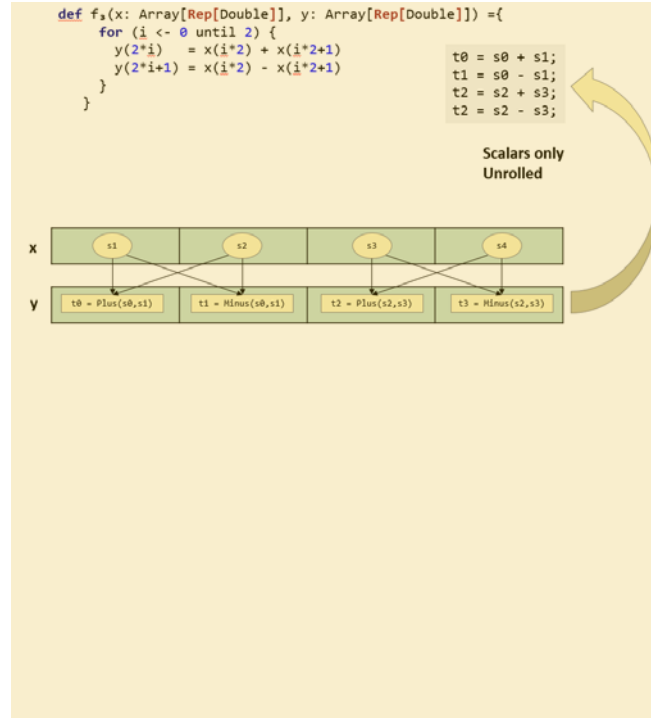 def f₃(x: Array[Rep[Double]], y: Array[Rep[Double]]) ={
for (i <- 0 until 2) {
y(2*i)   = x(i*2) + x(i*2+1)
y(2*i+1) = x(i*2) - x(i*2+1)
}
}
t0 = s0 + s1;
t1 = s0 - s1;
t2 = s2 + s3;
t2 = s2 - s3;
Scalars only
Unrolled
x s1 s2 s3 s4
y t0 = Plus(s0,s1) t1 = Minus(s0,s1) t2 = Plus(s2,s3) t3 = Minus(s2,s3)